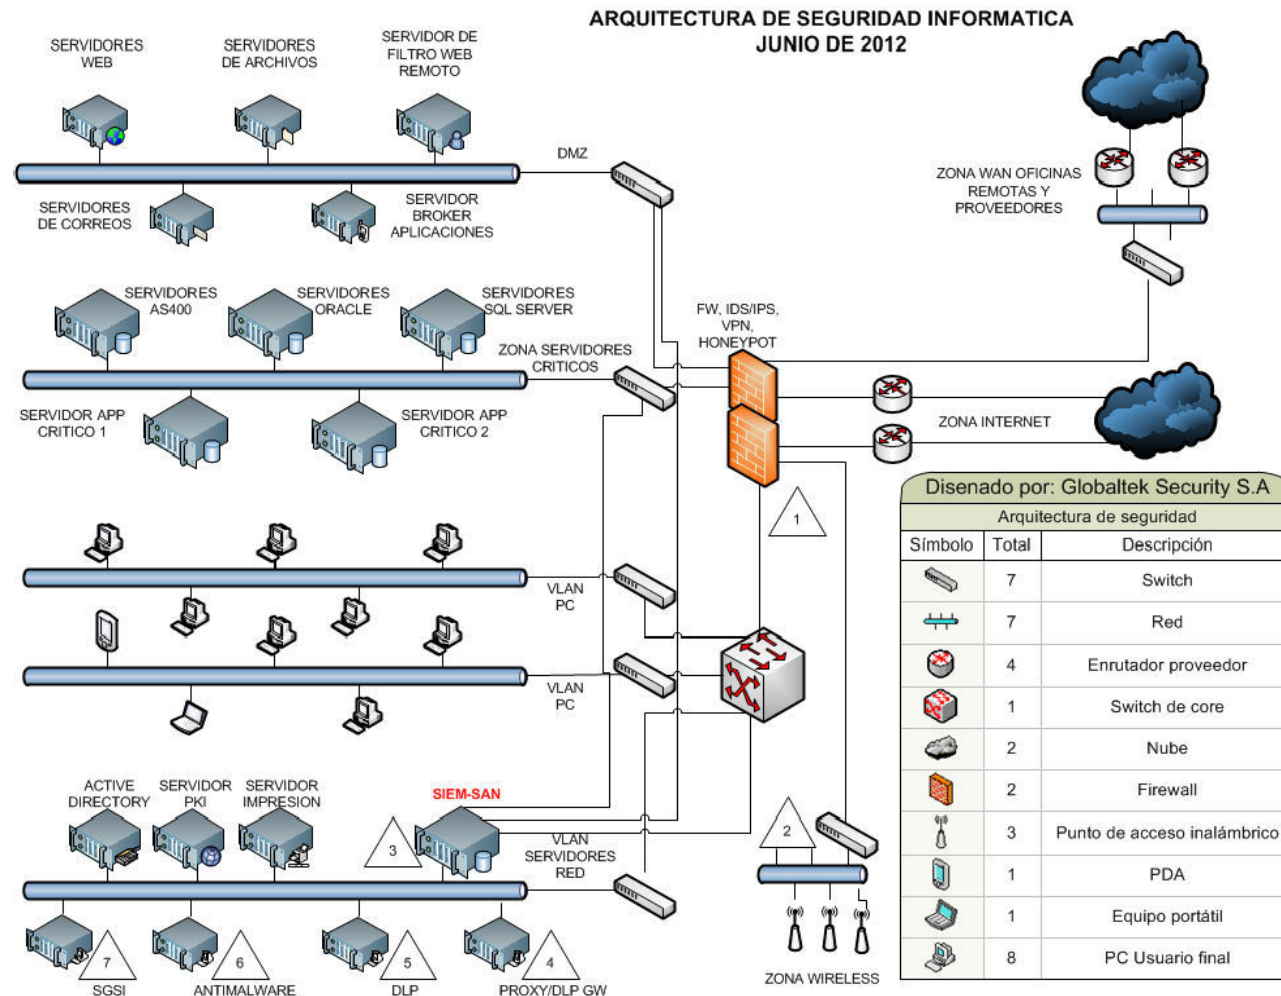 ARQUITECTURA DE SEGURIDAD INFORMATICA
JUNIO DE 2012
SERVIDORES
WEB
SERVIDORES
DE ARCHIVOS
SERVIDOR DE
FILTRO WEB
REMOTO
DMZ
SERVIDORES
DE CORREOS
SERVIDOR
BROKER
APLICACIONES
ZONA WAN OFICINAS
REMOTAS Y
PROVEEDORES
SERVIDORES
AS400
SERVIDORES
ORACLE
SERVIDORES
SQL SERVER
ZONA SERVIDORES
CRITICOS
FW, IDS/IPS,
VPN,
HONEYPOT
SERVIDOR APP
CRITICO 1
SERVIDOR APP
CRITICO 2
ZONA INTERNET
1
VLAN
PC
VLAN
PC
ACTIVE
DIRECTORY
SERVIDOR
PKI
SERVIDOR
IMPRESION
SIEM-SAN
3
VLAN
SERVIDORES
RED
2
7
SGSI
6
ANTIMALWARE
5
DLP
4
PROXY/DLP GW
ZONA WIRELESS
Disenado por: Globaltek Security S.A
Arquitectura de seguridad
Símbolo Total Descripción
7 Switch
7 Red
4 Enrutador proveedor
1 Switch de core
2 Nube
2 Firewall
3 Punto de acceso inalámbrico
1 PDA
1 Equipo portátil
8 PC Usuario final